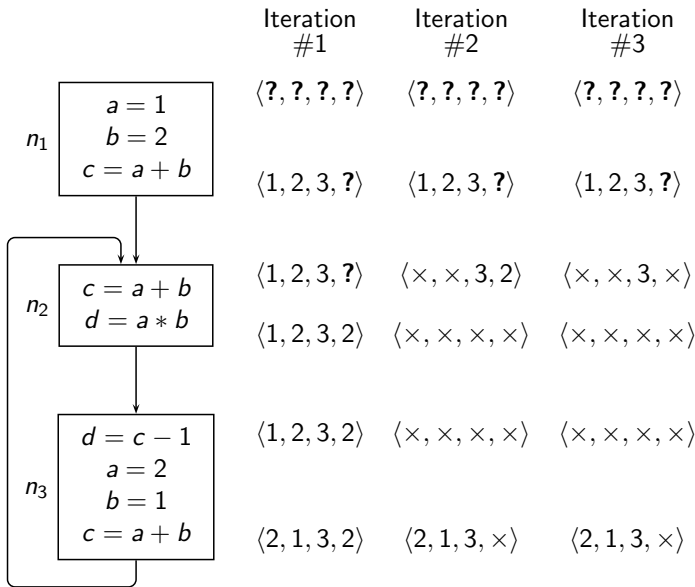 Iteration #1 Iteration #2 Iteration #3
⟨?, ?, ?, ?⟩ ⟨?, ?, ?, ?⟩ ⟨?, ?, ?, ?⟩
n₁
a = 1
b = 2
c = a + b
⟨1, 2, 3, ?⟩ ⟨1, 2, 3, ?⟩ ⟨1, 2, 3, ?⟩
⟨1, 2, 3, ?⟩ ⟨×, ×, 3, 2⟩ ⟨×, ×, 3, ×⟩
n₂
c = a + b
d = a ∗ b
⟨1, 2, 3, 2⟩ ⟨×, ×, ×, ×⟩ ⟨×, ×, ×, ×⟩
⟨1, 2, 3, 2⟩ ⟨×, ×, ×, ×⟩ ⟨×, ×, ×, ×⟩
n₃
d = c − 1
a = 2
b = 1
c = a + b
⟨2, 1, 3, 2⟩ ⟨2, 1, 3, ×⟩ ⟨2, 1, 3, ×⟩